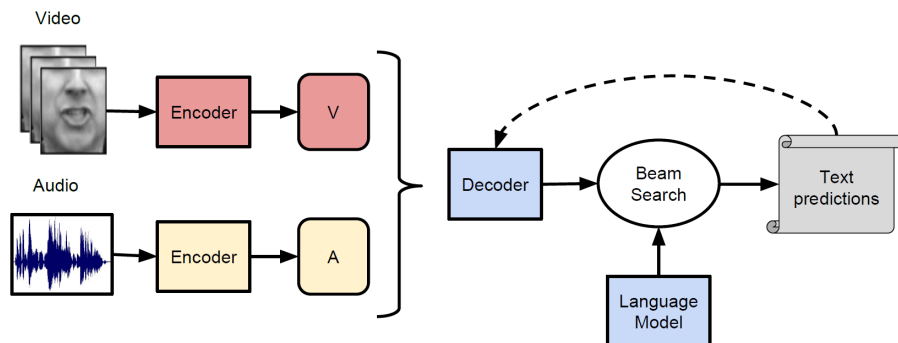 Video
Encoder
V
Audio
Encoder
A
Decoder
Beam
Search
Text
predictions
Language
Model